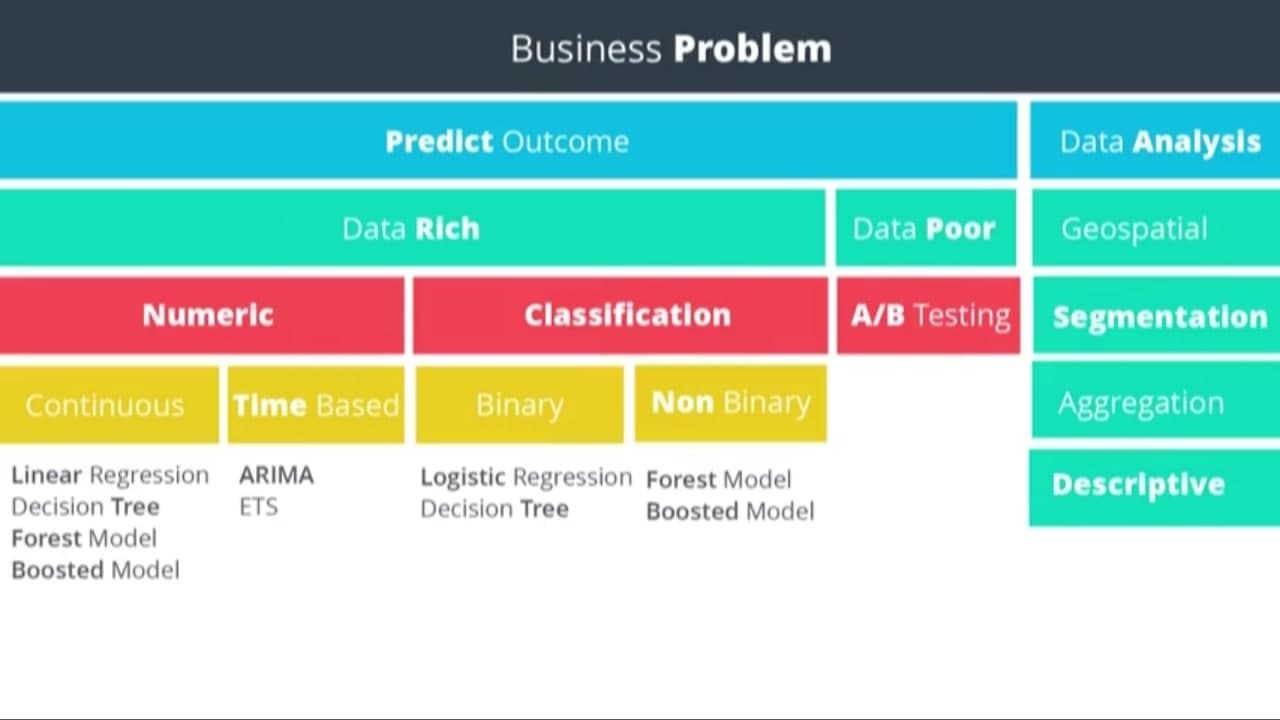 Business Problem
Predict Outcome
Data Analysis
Data Rich
Data Poor
Geospatial
Numeric
Classification
A/B Testing
Segmentation
Continuous
Time Based
Binary
Non Binary
Aggregation
Linear Regression
Decision Tree
Forest Model
Boosted Model
ARIMA
ETS
Logistic Regression
Decision Tree
Forest Model
Boosted Model
Descriptive